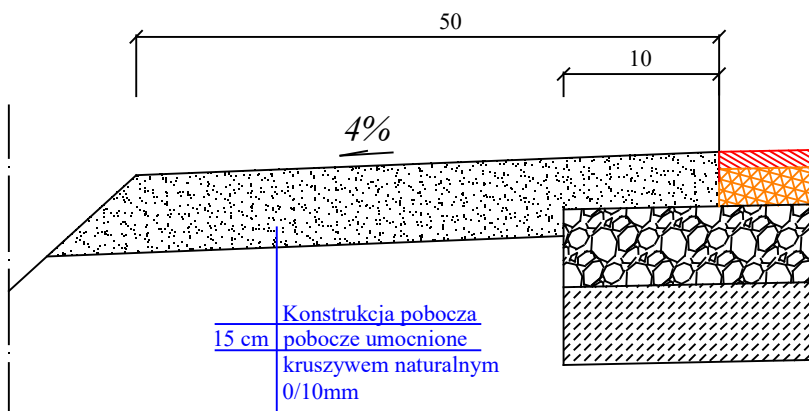 50
10
4%
Konstrukcja pobocza
15 cm pobocze umocnione
kruszywem naturalnym
0/10mm